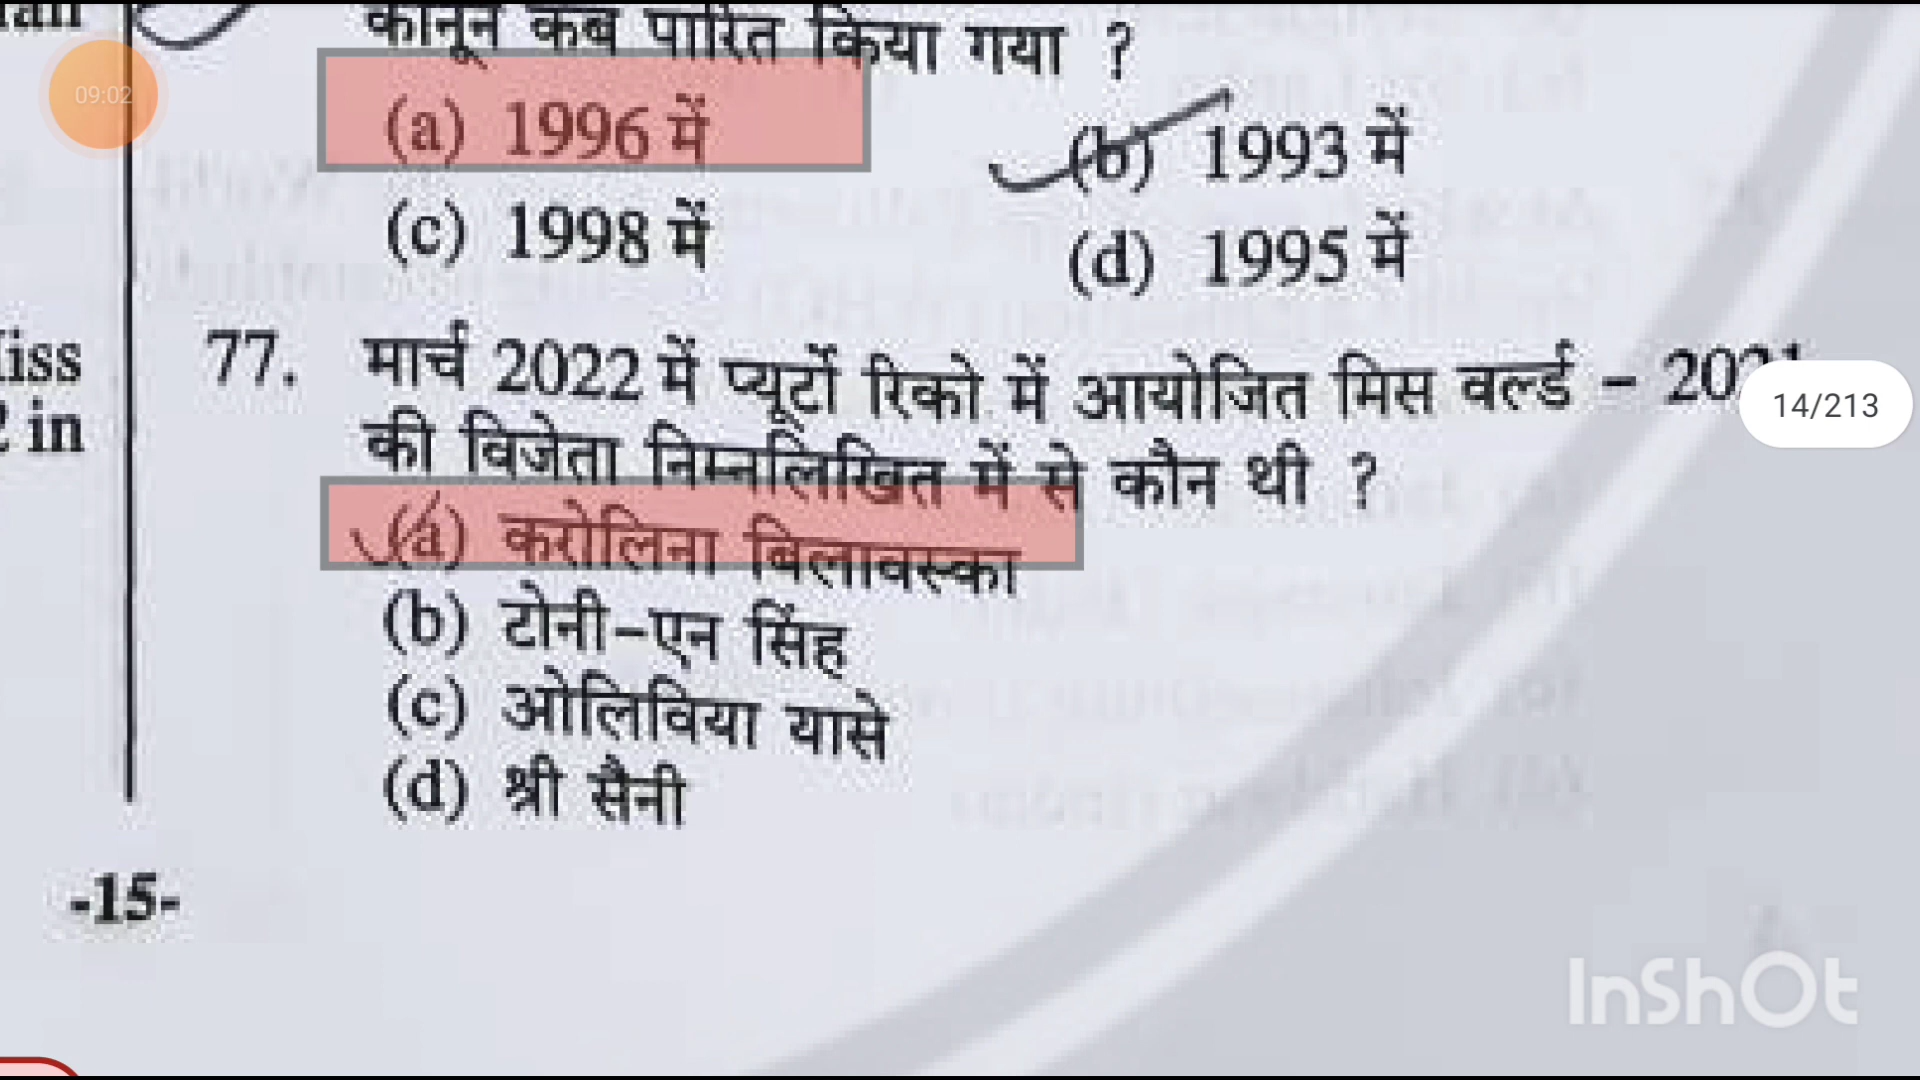 09:02
कानून कब पारित किया गया ?
(a) 1996 में
(b) 1993 में
(c) 1998 में
(d) 1995 में
iss
in
77. मार्च 2022 में प्यूर्टो रिको में आयोजित मिस वर्ल्ड – 2021
14/213
की विजेता निम्नलिखित में से कौन थी ?
(a) करोलिना बिलावस्का
(b) टोनी-एन सिंह
(c) ओलिविया यासे
(d) श्री सैनी
-15-
InShOt